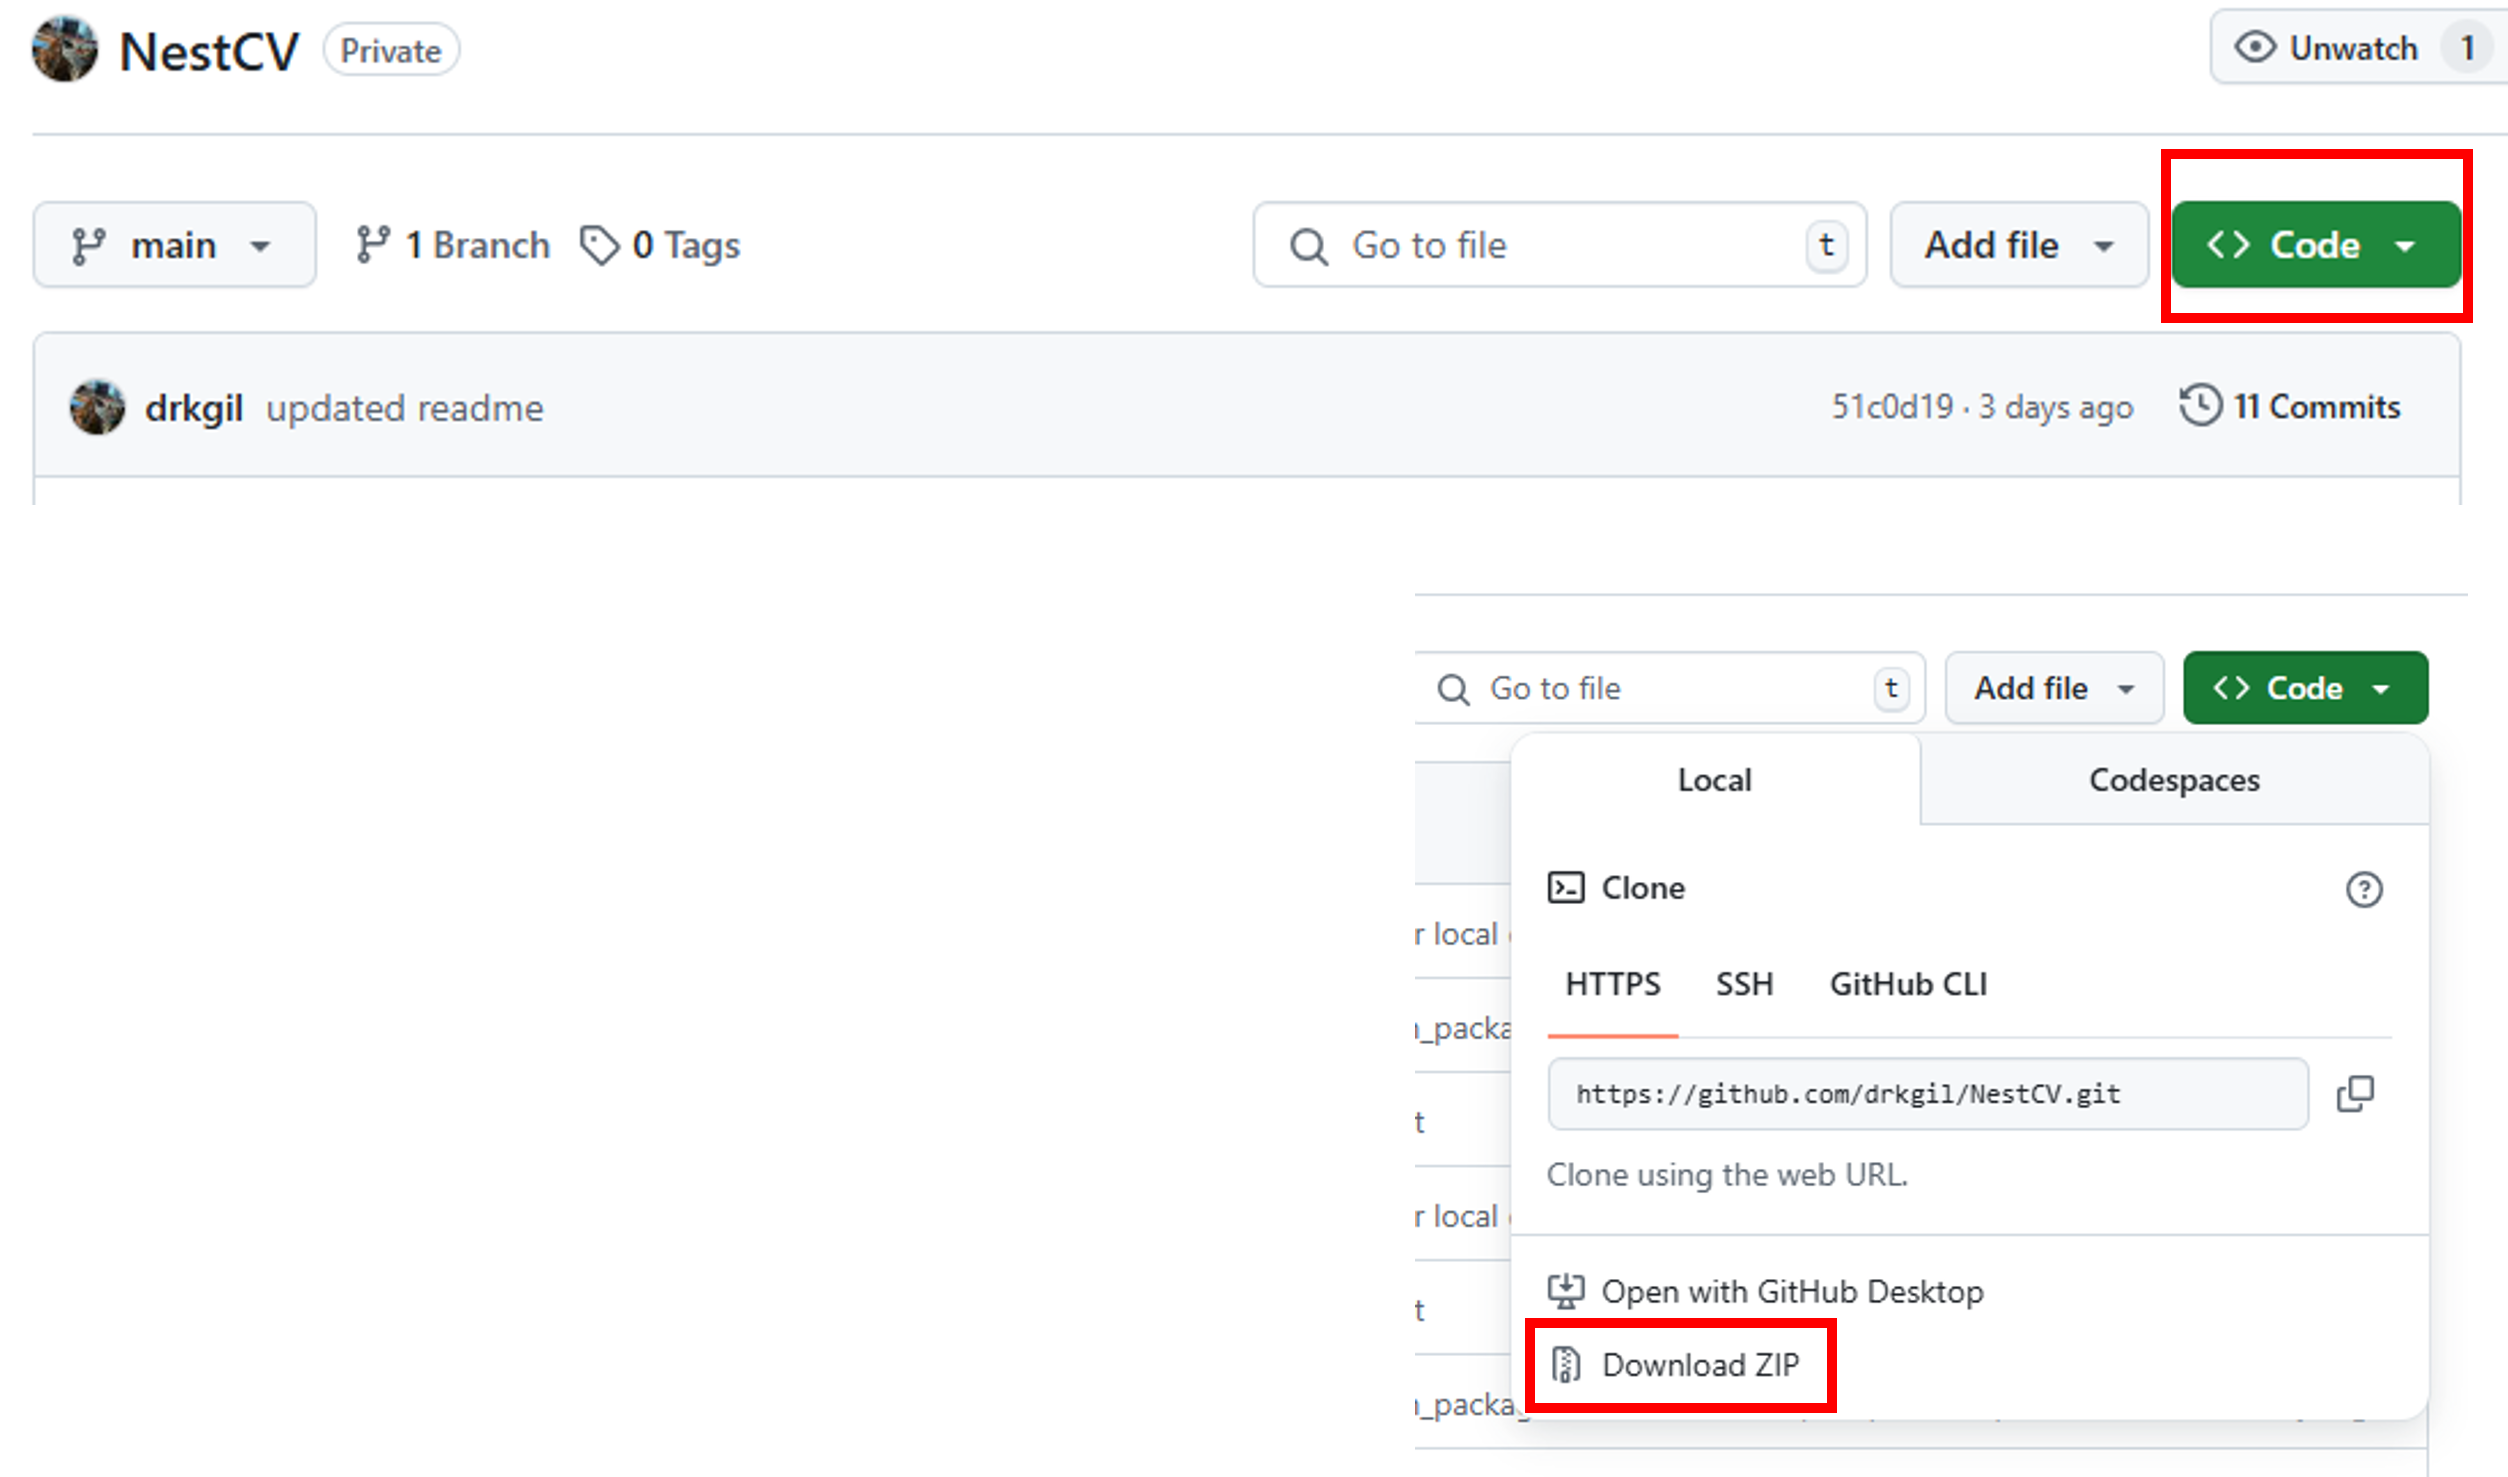 NestCV Private Unwatch 1
main 1 Branch 0 Tags Go to file t Add file <> Code
drkgil updated readme 51c0d19 · 3 days ago 11 Commits
Go to file t Add file <> Code
Local Codespaces
Clone
r local
HTTPS SSH GitHub CLI
_packa
https://github.com/drkgil/NestCV.git
t
Clone using the web URL.
r local
Open with GitHub Desktop
t
Download ZIP
_packag